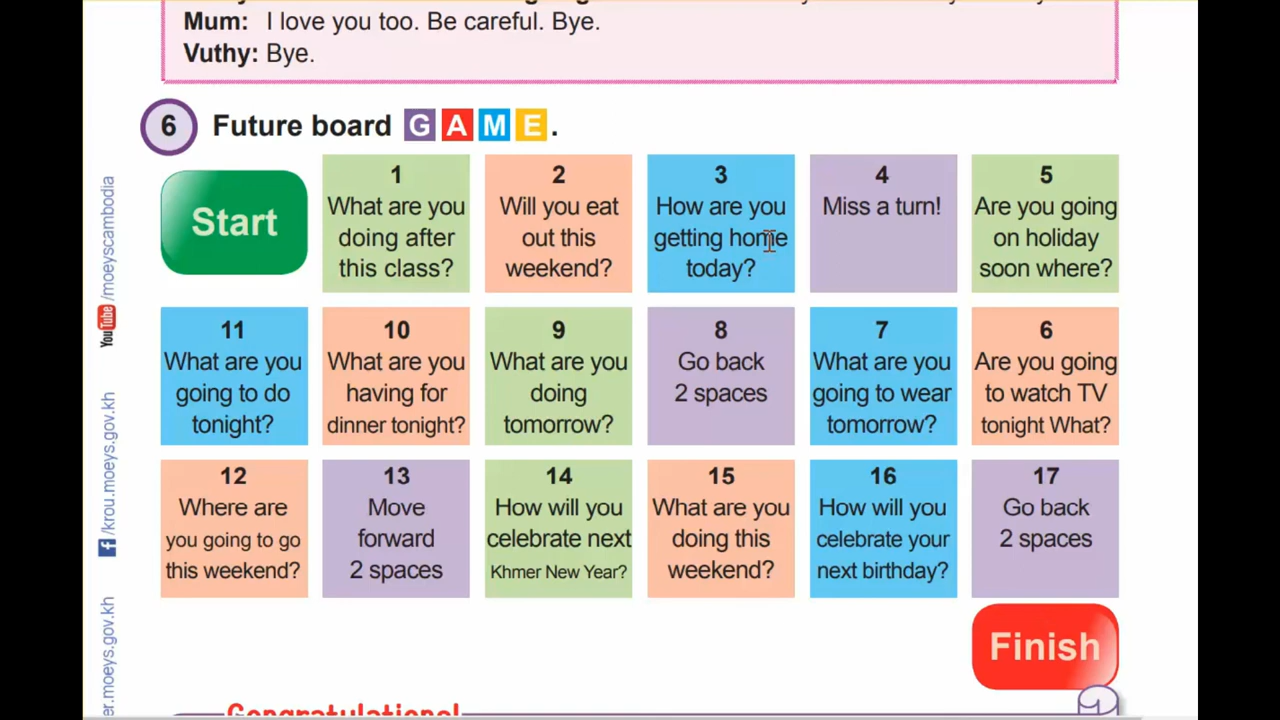 Mum: I love you too. Be careful. Bye.
Vuthy: Bye.
6 Future board GAME.
Start
1
What are you
doing after
this class?
2
Will you eat
out this
weekend?
3
How are you
getting home
today?
4
Miss a turn!
5
Are you going
on holiday
soon where?
11
What are you
going to do
tonight?
10
What are you
having for
dinner tonight?
9
What are you
doing
tomorrow?
8
Go back
2 spaces
7
What are you
going to wear
tomorrow?
6
Are you going
to watch TV
tonight What?
12
Where are
you going to go
this weekend?
13
Move
forward
2 spaces
14
How will you
celebrate next
Khmer New Year?
15
What are you
doing this
weekend?
16
How will you
celebrate your
next birthday?
17
Go back
2 spaces
Finish
Congratulations!
YouTube /moeyscambodia
f /krou.moeys.gov.kh
er.moeys.gov.kh